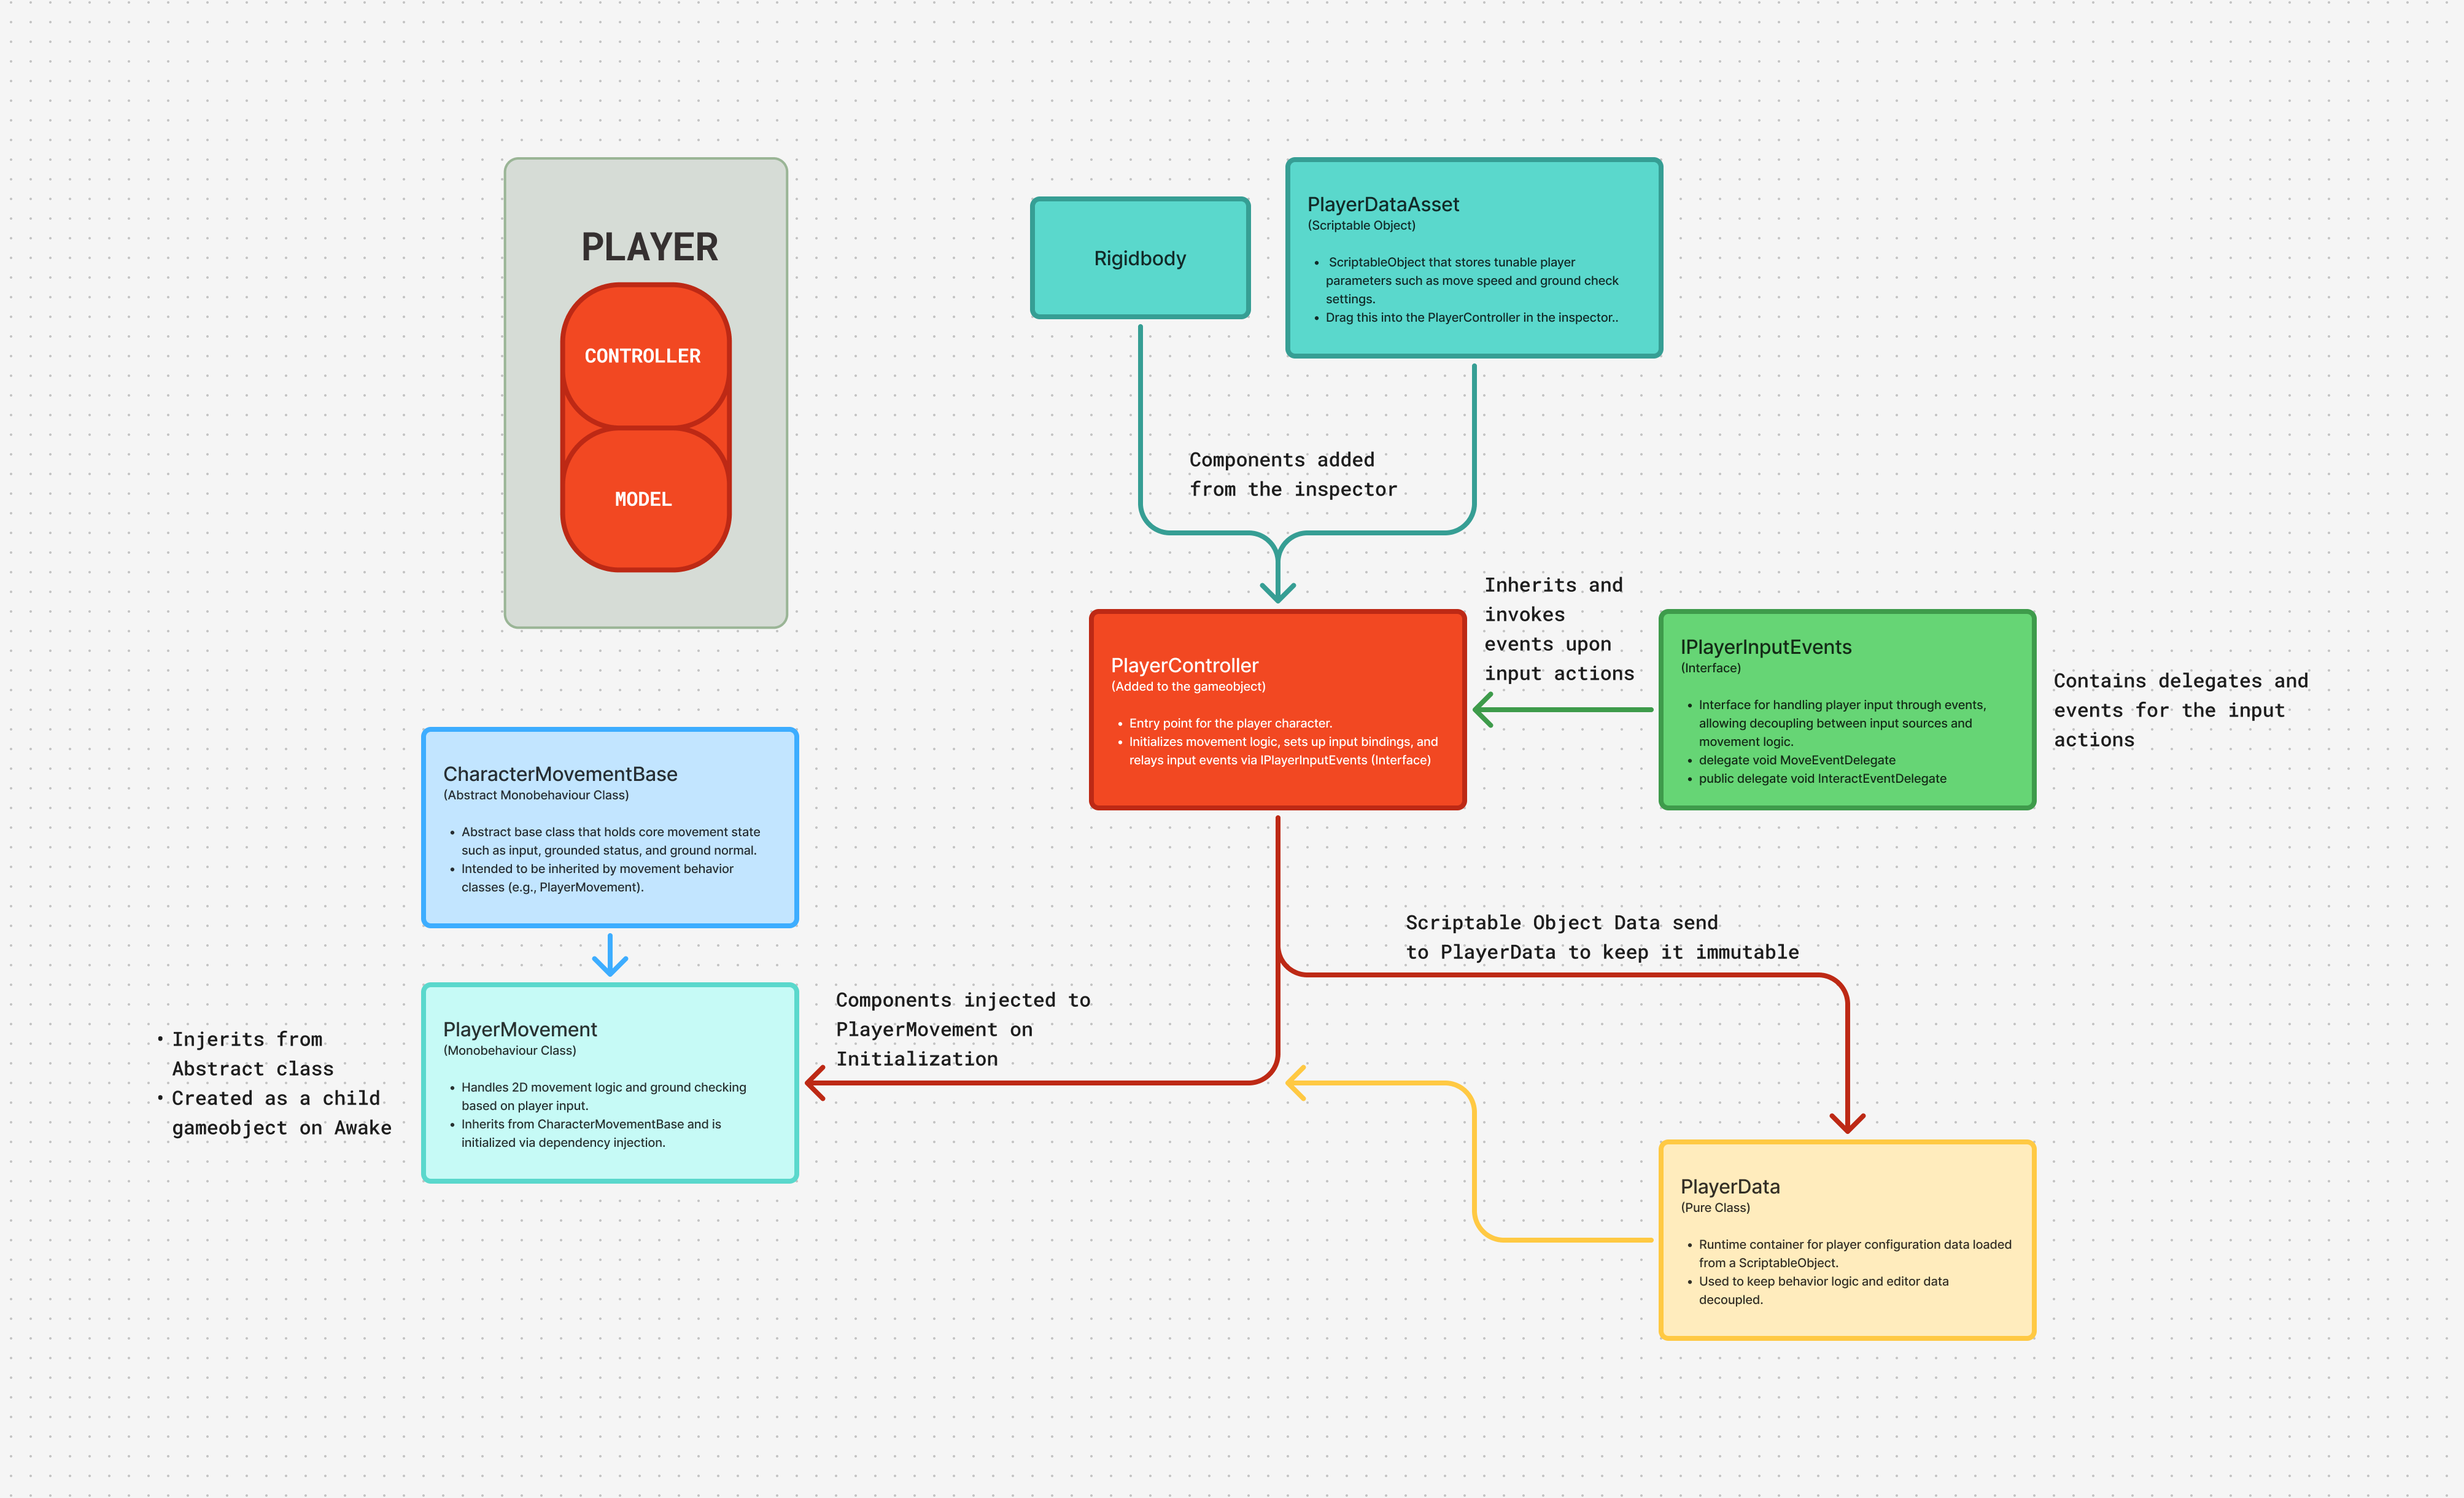 PLAYER
CONTROLLER
MODEL
Rigidbody
PlayerDataAsset
(Scriptable Object)
• ScriptableObject that stores tunable player
parameters such as move speed and ground check
settings.
• Drag this into the PlayerController in the inspector..
Components added
from the inspector
PlayerController
(Added to the gameobject)
• Entry point for the player character.
• Initializes movement logic, sets up input bindings, and
relays input events via IPlayerInputEvents (Interface)
Inherits and
invokes
events upon
input actions
IPlayerInputEvents
(Interface)
• Interface for handling player input through events,
allowing decoupling between input sources and
movement logic.
• delegate void MoveEventDelegate
• public delegate void InteractEventDelegate
Contains delegates and
events for the input
actions
CharacterMovementBase
(Abstract Monobehaviour Class)
• Abstract base class that holds core movement state
such as input, grounded status, and ground normal.
• Intended to be inherited by movement behavior
classes (e.g., PlayerMovement).
Scriptable Object Data send
to PlayerData to keep it immutable
• Injerits from
Abstract class
• Created as a child
gameobject on Awake
PlayerMovement
(Monobehaviour Class)
• Handles 2D movement logic and ground checking
based on player input.
• Inherits from CharacterMovementBase and is
initialized via dependency injection.
Components injected to
PlayerMovement on
Initialization
PlayerData
(Pure Class)
• Runtime container for player configuration data loaded
from a ScriptableObject.
• Used to keep behavior logic and editor data
decoupled.